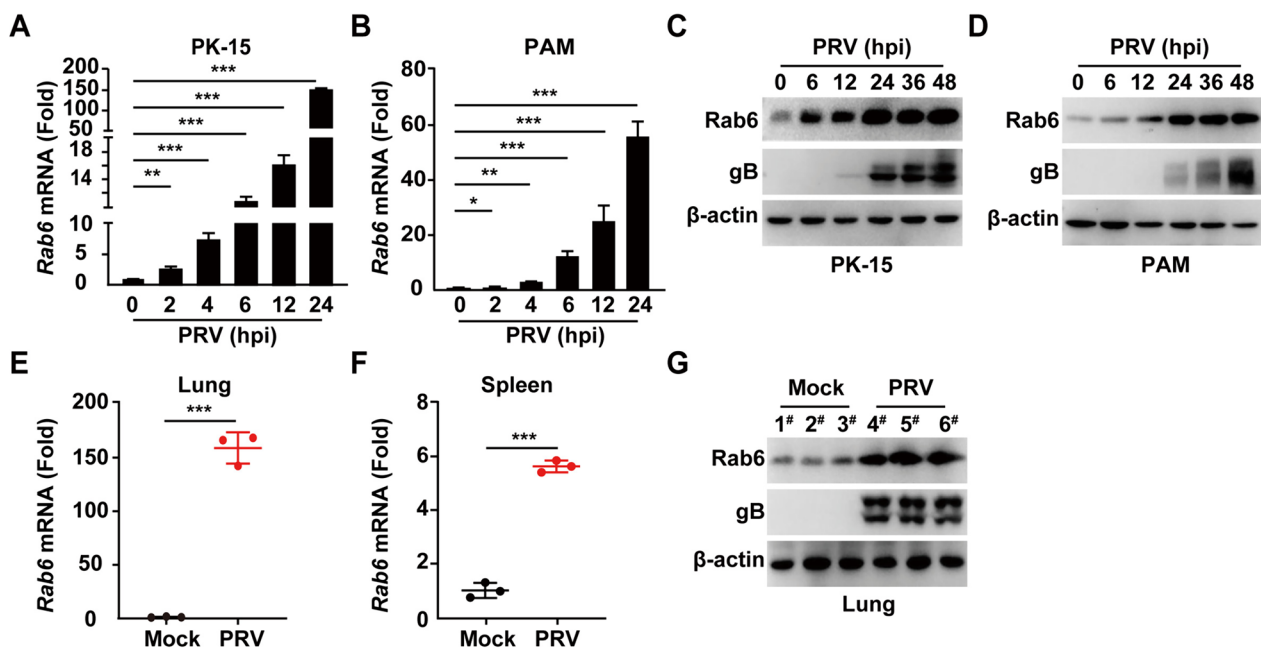 A
PK-15
Rab6 mRNA (Fold)
200
150
100
50
18
14
10
10
5
0
***
***
***
***
**
0 2 4 6 12 24
PRV (hpi)
B
PAM
Rab6 mRNA (Fold)
80
60
40
20
0
***
***
***
**
*
0 2 4 6 12 24
PRV (hpi)
C
PRV (hpi)
0 6 12 24 36 48
Rab6
gB
β-actin
PK-15
D
PRV (hpi)
0 6 12 24 36 48
Rab6
gB
β-actin
PAM
E
Lung
Rab6 mRNA (Fold)
200
150
100
50
0
***
Mock PRV
F
Spleen
Rab6 mRNA (Fold)
8
6
4
2
0
***
Mock PRV
G
Mock PRV
1# 2# 3# 4# 5# 6#
Rab6
gB
β-actin
Lung